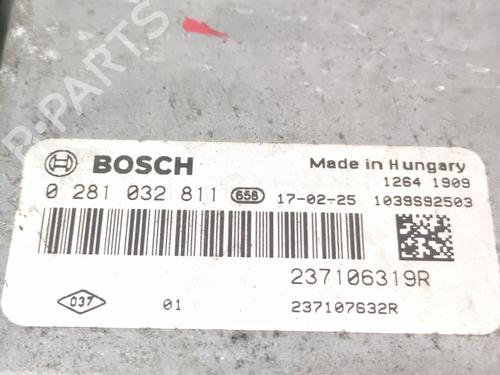 B-PARTS
BOSCH
Made in Hungary
1264 1909
0 281 032 811 658 17-02-25 1039S92503
237106319R
037 01 237107632R